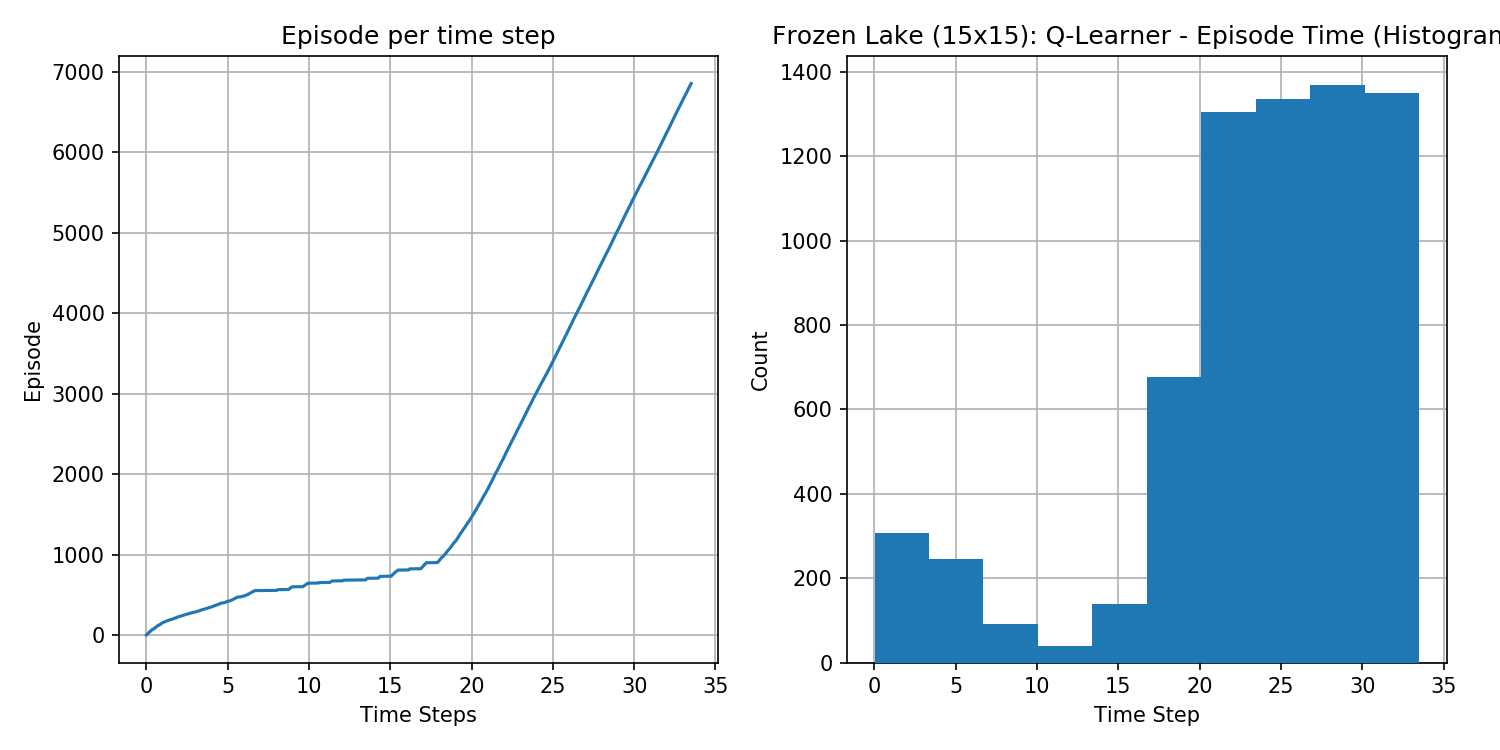 Episode per time step
7000
6000
5000
4000
3000
2000
1000
0
Episode
0 5 10 15 20 25 30 35
Time Steps
Frozen Lake (15x15): Q-Learner - Episode Time (Histogran
1400
1200
1000
800
600
400
200
0
Count
0 5 10 15 20 25 30 35
Time Step